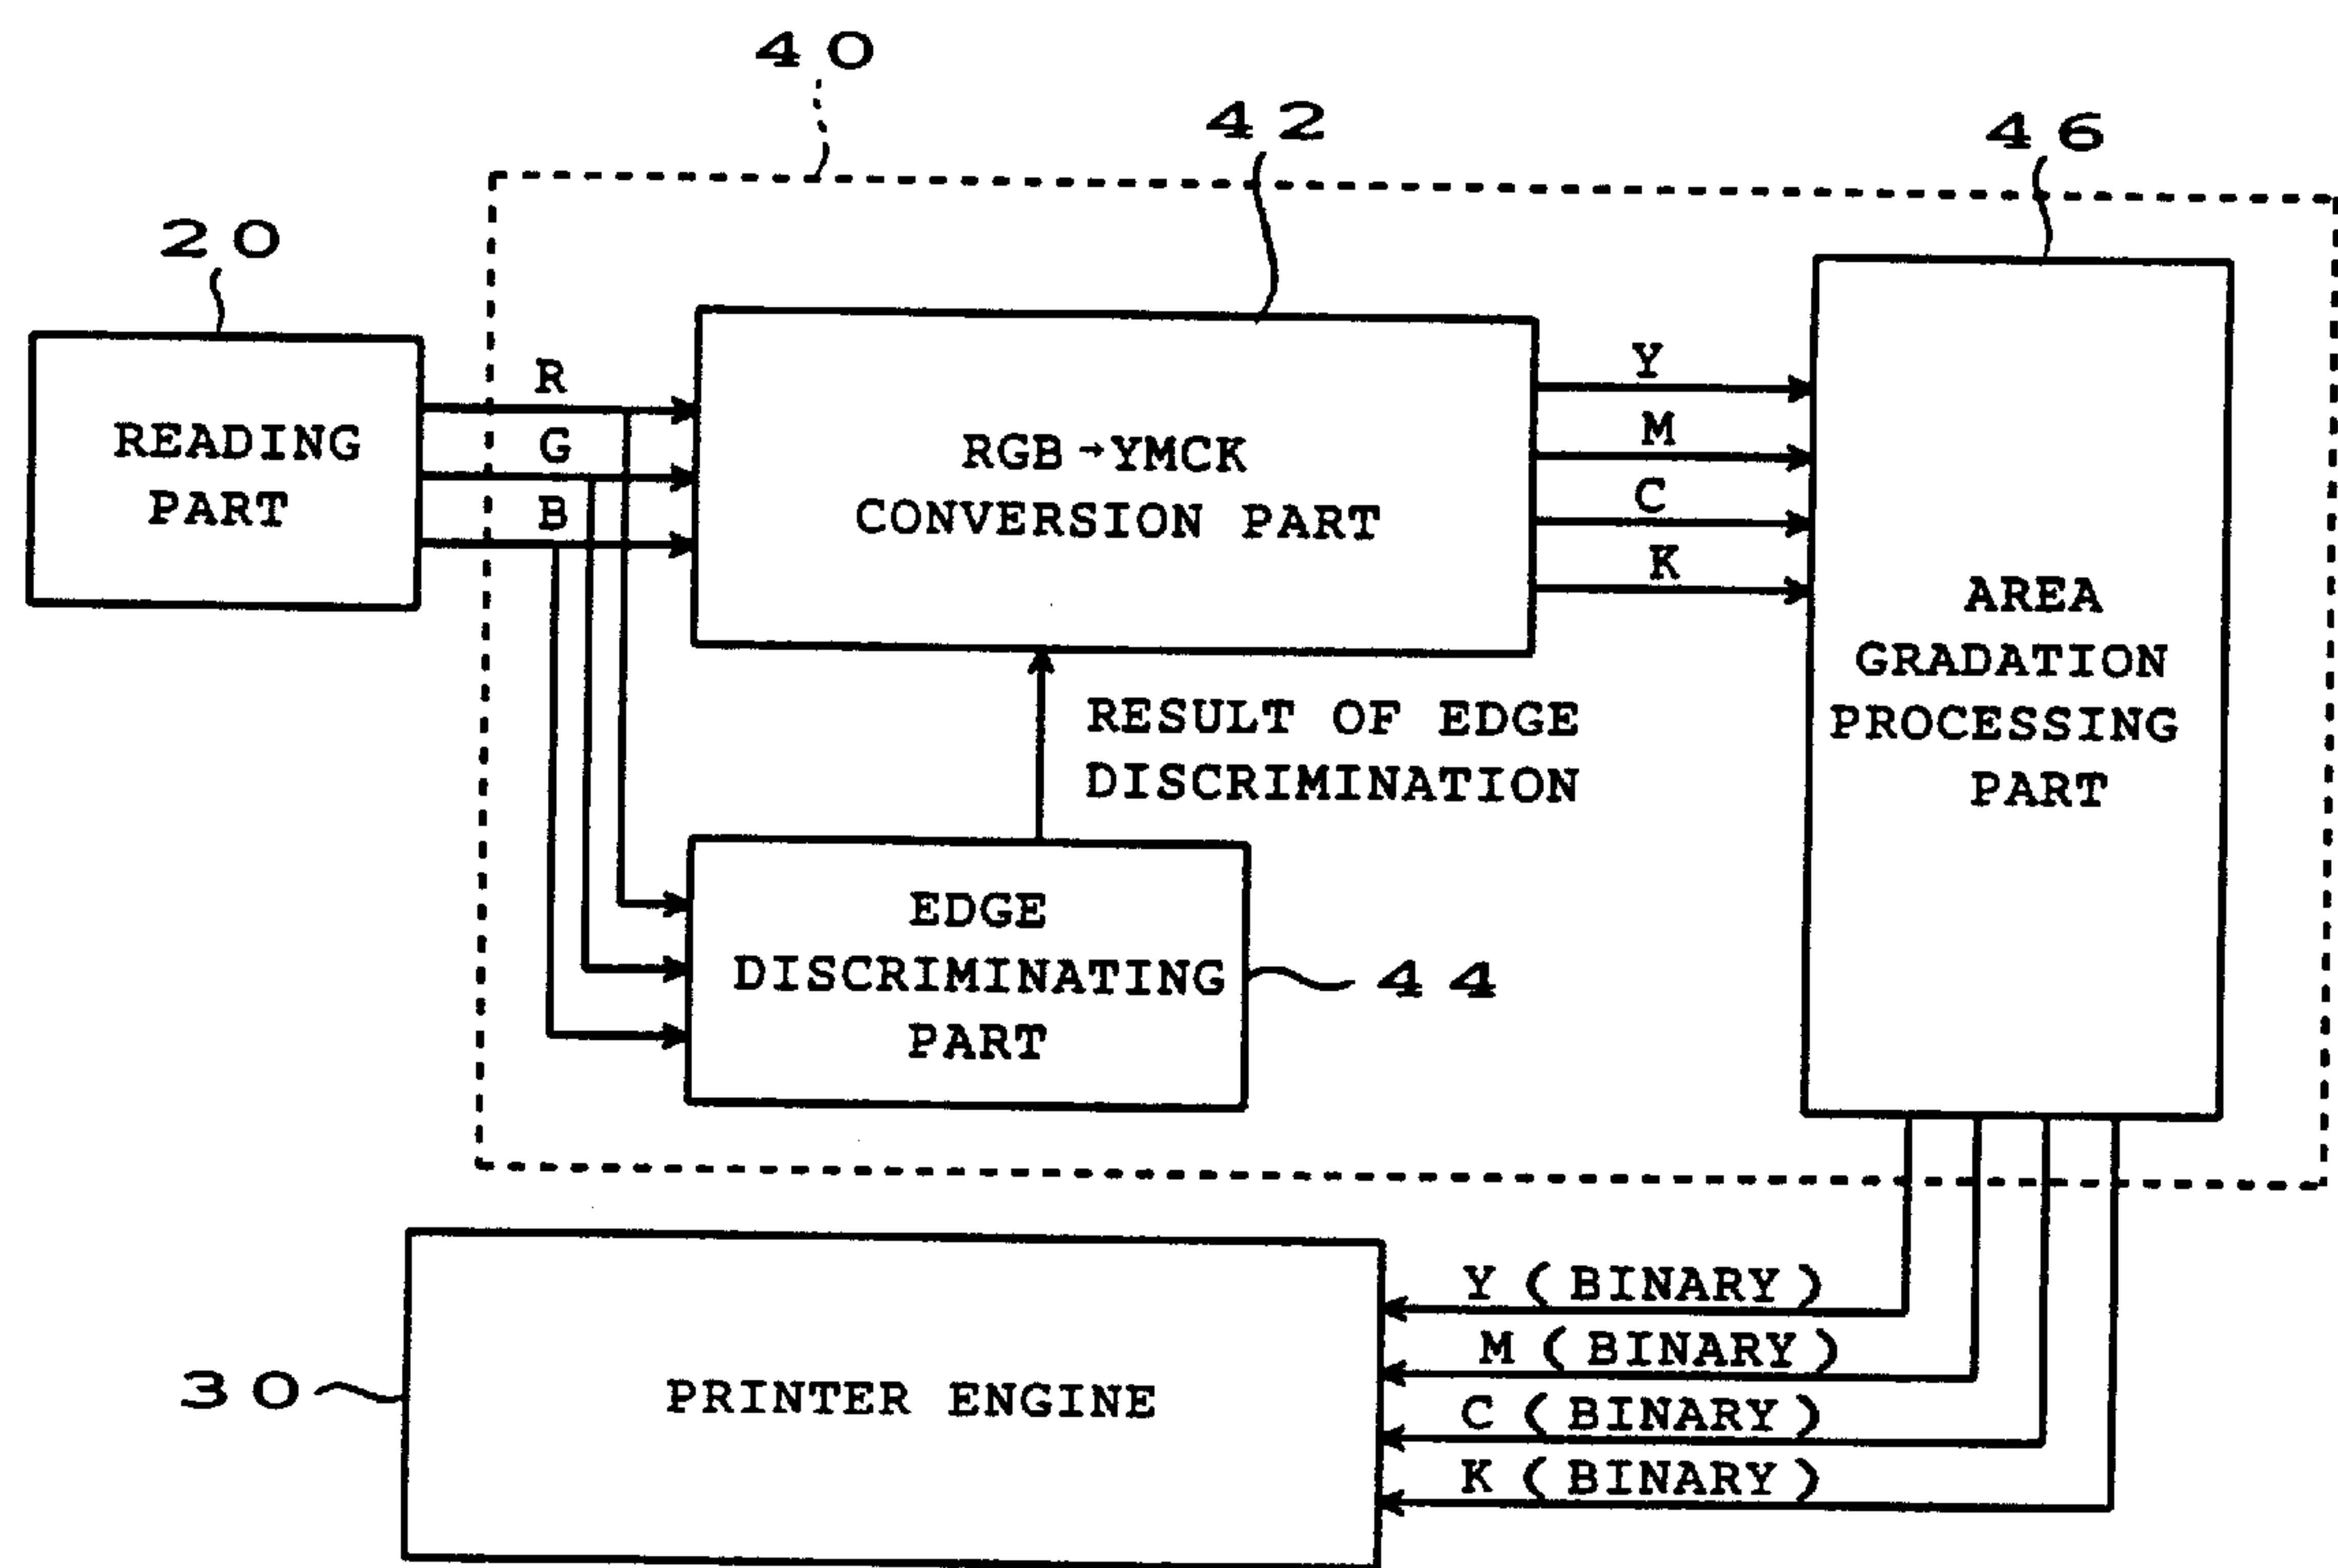 40
42
46
20
READING
PART
R
G
B
RGB→YMCK
CONVERSION PART
Y
M
C
K
AREA
GRADATION
PROCESSING
PART
RESULT OF EDGE
DISCRIMINATION
EDGE
DISCRIMINATING
PART
44
30
PRINTER ENGINE
Y (BINARY)
M (BINARY)
C (BINARY)
K (BINARY)